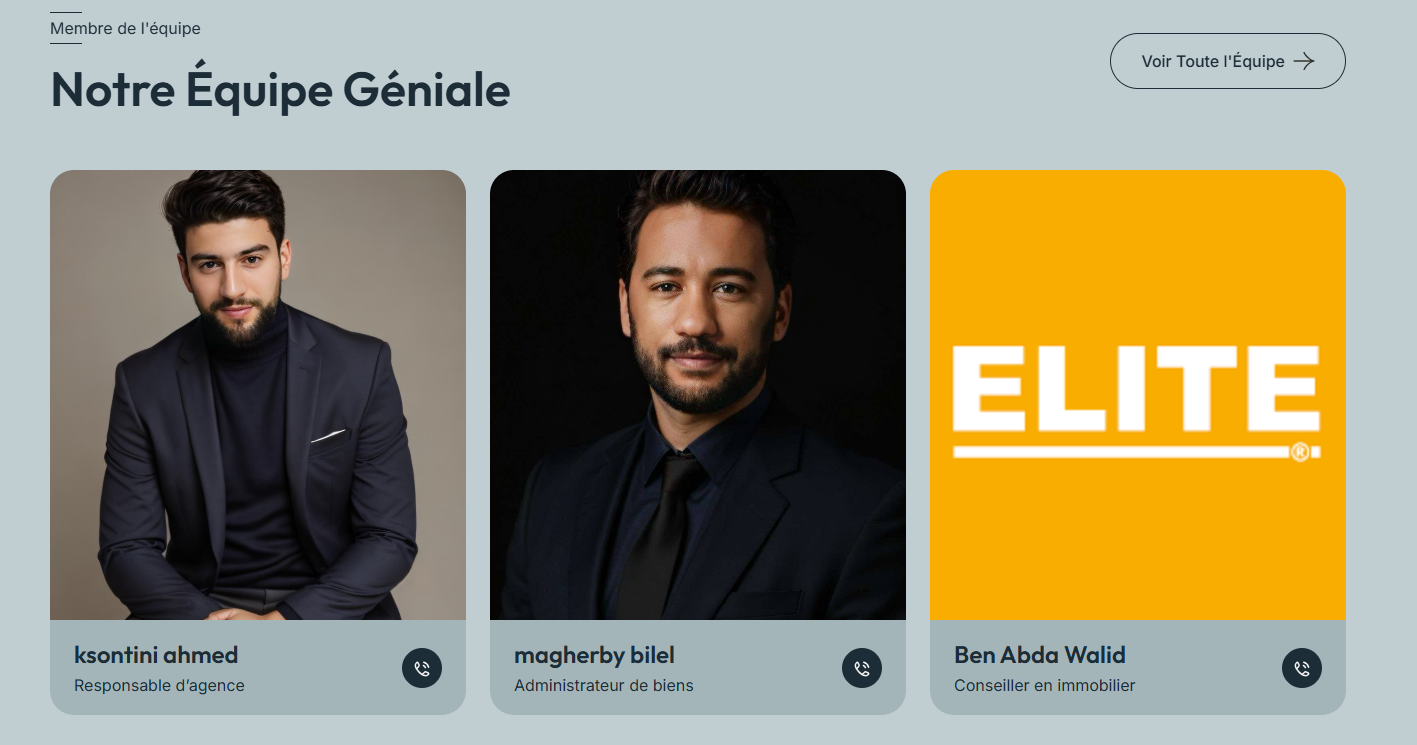 Membre de l'équipe
Notre Équipe Géniale
Voir Toute l'Équipe
ELITE
®
ksontini ahmed
Responsable d’agence
magherby bilel
Administrateur de biens
Ben Abda Walid
Conseiller en immobilier